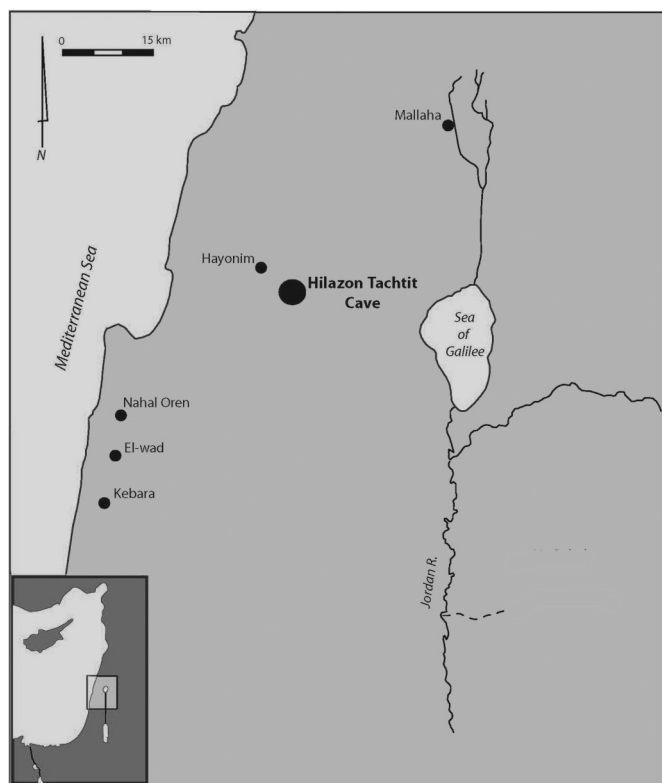 0 15 km
N
Mallaha
Hayonim
Hilazon Tachtit
Cave
Mediterranean Sea
Sea
of
Galilee
Nahal Oren
El-wad
Kebara
Jordan R.